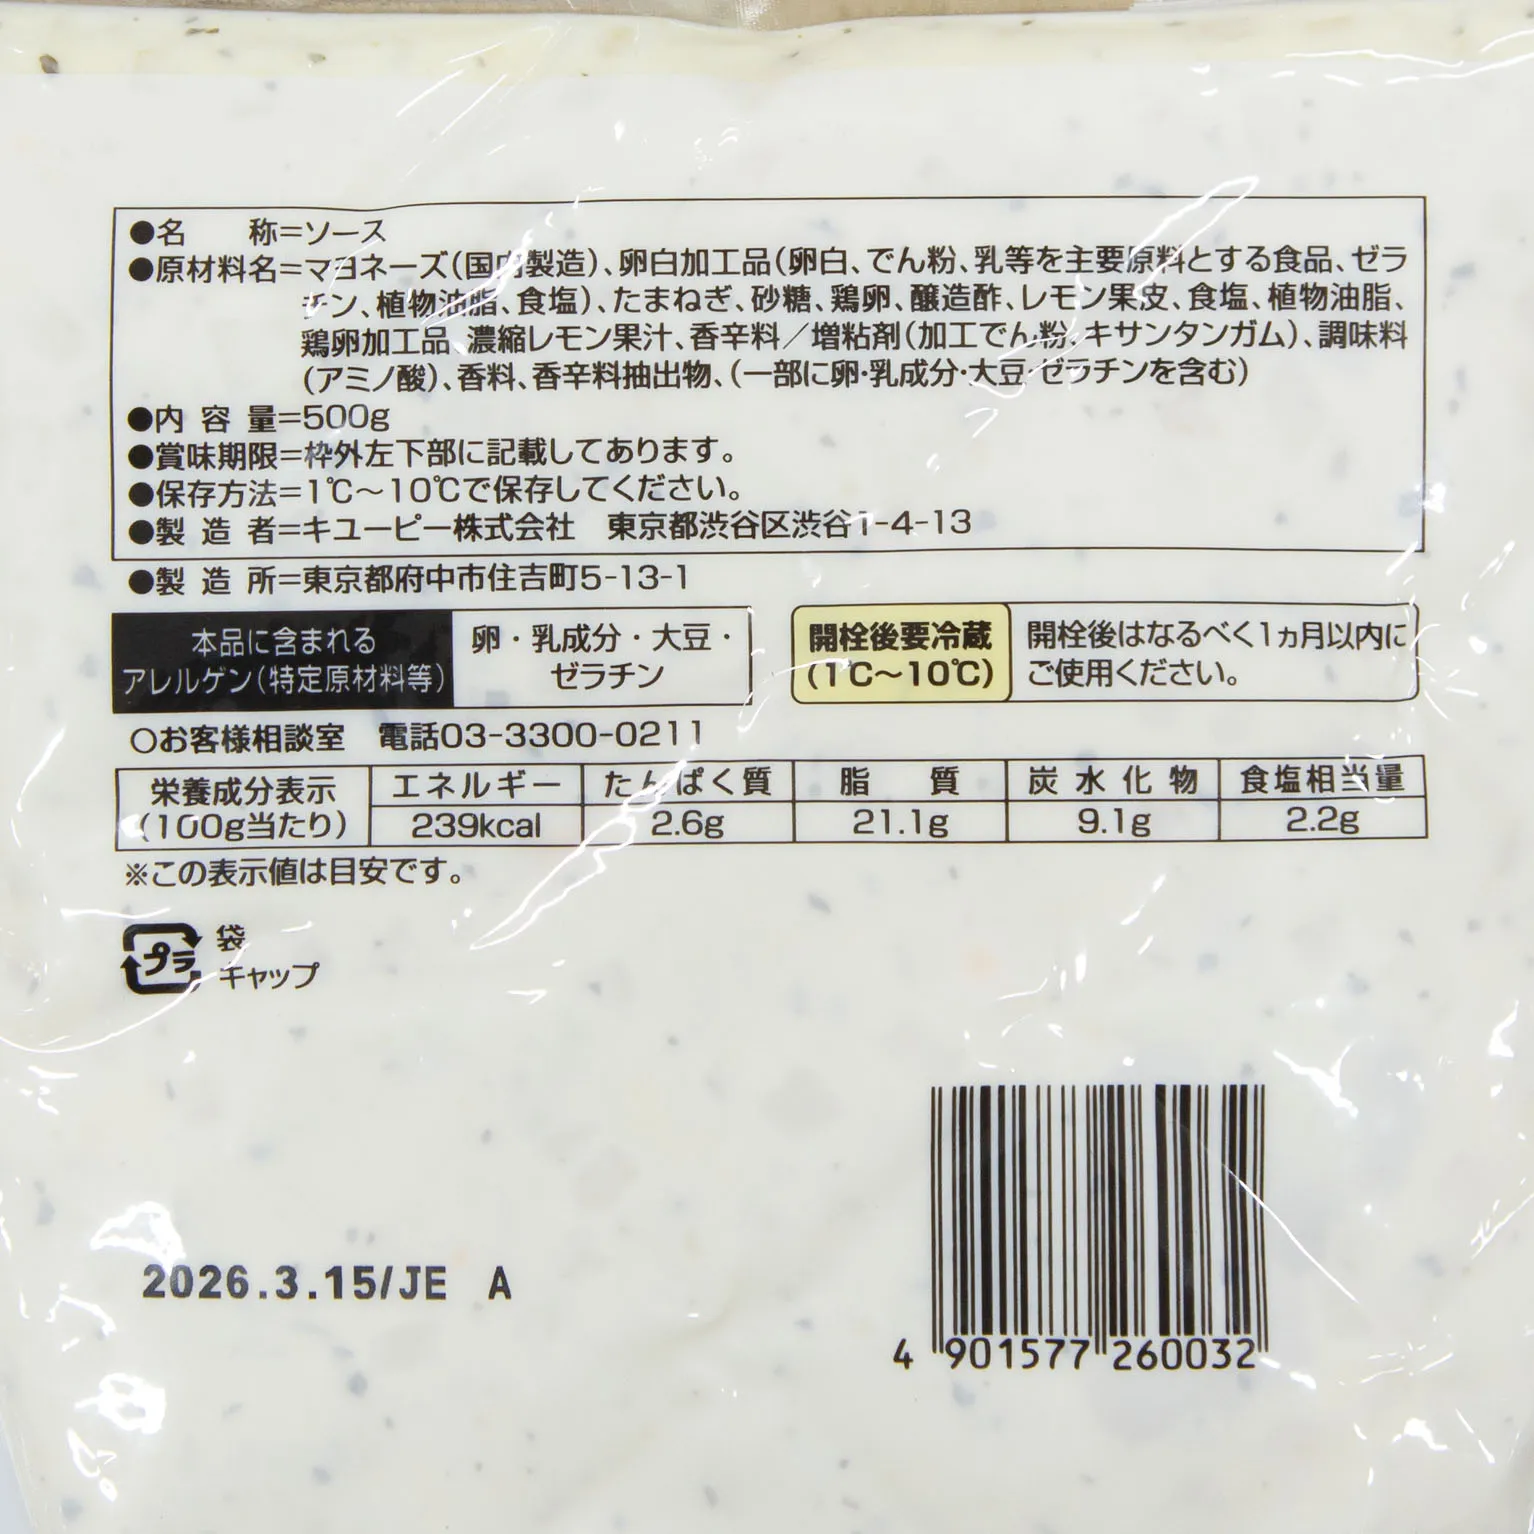 ●名　　称＝ソース
●原材料名＝マヨネーズ（国内製造）、卵白加工品（卵白、でん粉、乳等を主要原料とする食品、ゼラ
チン、植物油脂、食塩）、たまねぎ、砂糖、鶏卵、醸造酢、レモン果皮、食塩、植物油脂、
鶏卵加工品、濃縮レモン果汁、香辛料／増粘剤（加工でん粉、キサンタンガム）、調味料
（アミノ酸）、香料、香辛料抽出物、（一部に卵・乳成分・大豆・ゼラチンを含む）
●内 容 量＝500g
●賞味期限＝枠外左下部に記載してあります。
●保存方法＝1℃～10℃で保存してください。
●製 造 者＝キユーピー株式会社　東京都渋谷区渋谷1-4-13
●製 造 所＝東京都府中市住吉町5-13-1
本品に含まれる
アレルゲン（特定原材料等）
卵・乳成分・大豆・
ゼラチン
開栓後要冷蔵
（1℃～10℃）
開栓後はなるべく1ヵ月以内に
ご使用ください。
○お客様相談室　電話03-3300-0211
栄養成分表示
（100g当たり）
エネルギー たんぱく質 脂　質 炭水化物 食塩相当量
239kcal 2.6g 21.1g 9.1g 2.2g
※この表示値は目安です。
プラ
袋
キャップ
2026.3.15/JE A
4 901577 260032